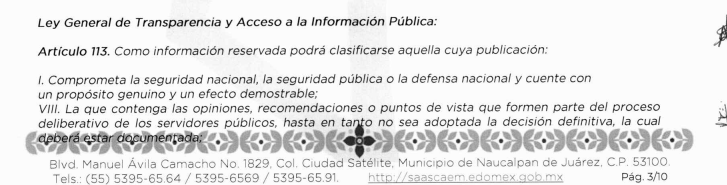 Ley General de Transparencia y Acceso a la Información Pública:
Artículo 113. Como información reservada podrá clasificarse aquella cuya publicación:
I. Comprometa la seguridad nacional, la seguridad pública o la defensa nacional y cuente con
un propósito genuino y un efecto demostrable;
VIII. La que contenga las opiniones, recomendaciones o puntos de vista que formen parte del proceso
deliberativo de los servidores públicos, hasta en tanto no sea adoptada la decisión definitiva, la cual
deberá estar documentada;
Blvd. Manuel Ávila Camacho No. 1829, Col. Ciudad Satélite, Municipio de Naucalpan de Juárez, C.P. 53100.
Tels.: (55) 5395-65.64 / 5395-6569 / 5395-65.91. http://saascaem.edomex.gob.mx Pág. 3/10